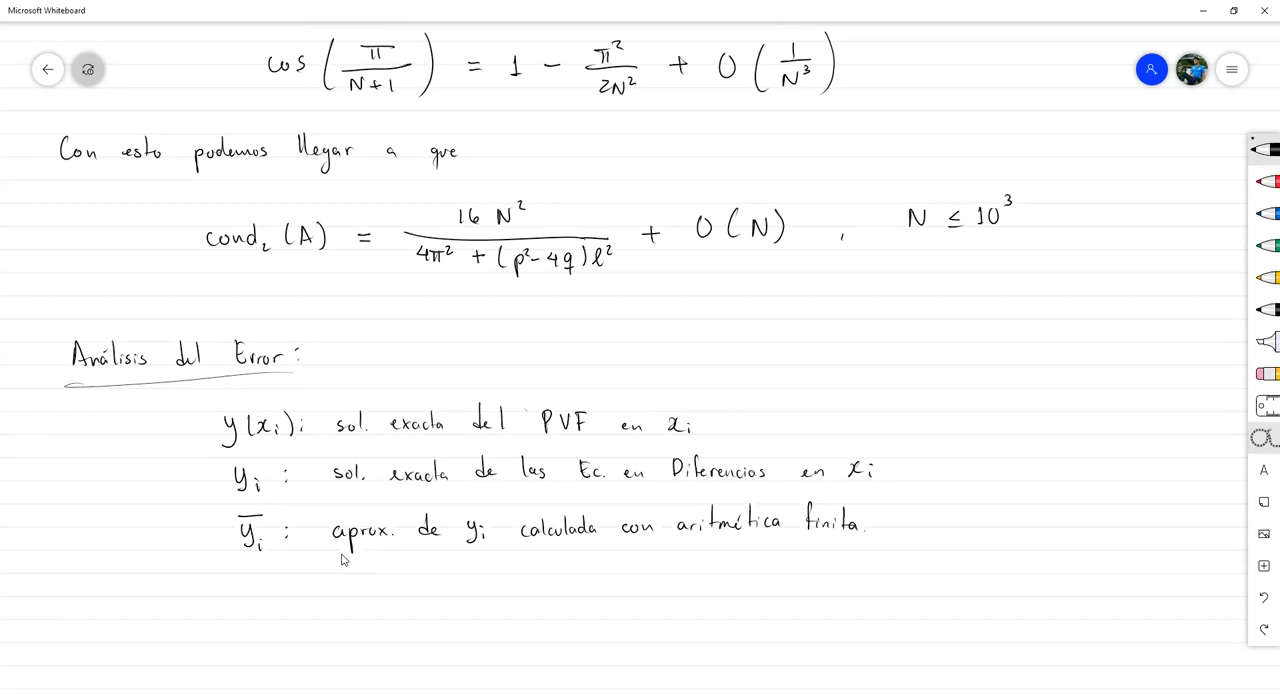 Microsoft Whiteboard
cos (π / N+1) = 1 - π² / 2N² + O (1 / N³)
Con esto podemos llegar a que
cond₂ (A) = 16 N² / 4π² + (p² - 4q) l² + O (N) , N ≤ 10³
Análisis del Error:
y(xᵢ): sol. exacta del PVF en xᵢ
yᵢ : sol. exacta de las Ec. en Diferencias en xᵢ
y̅ᵢ : aprox. de yᵢ calculada con aritmética finita.
A